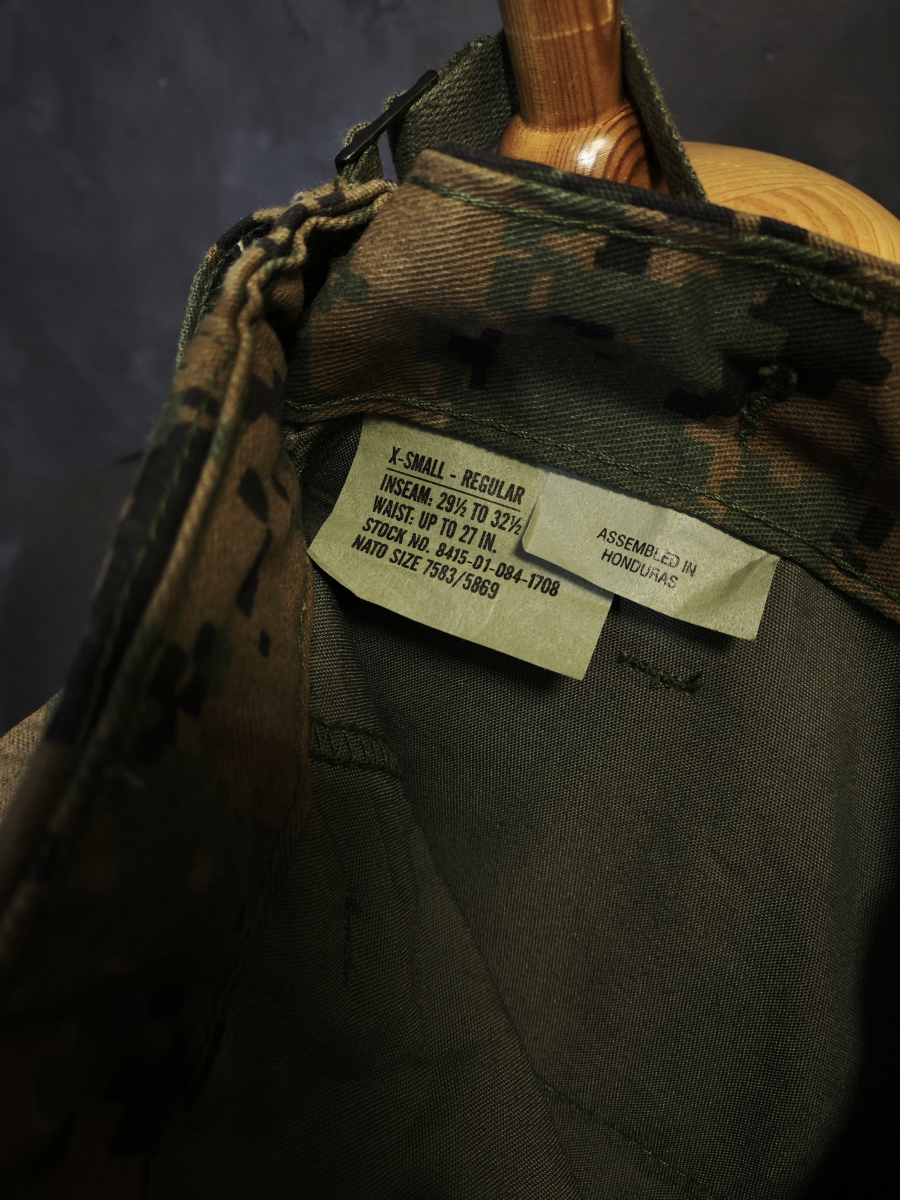 X-SMALL - REGULAR
INSEAM: 29½ TO 32½
WAIST: UP TO 27 IN.
STOCK NO. 8415-01-084-1708
NATO SIZE 7583/5869
ASSEMBLED IN
HONDURAS